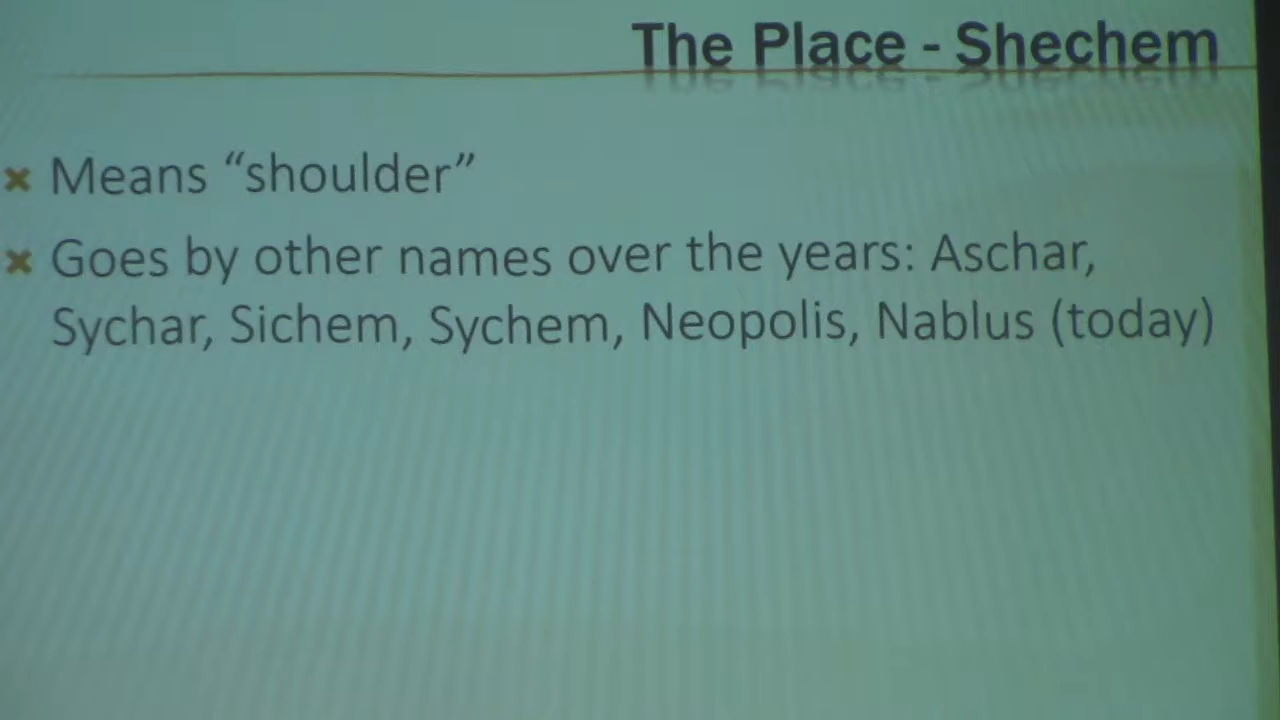 The Place - Shechem
Means “shoulder”
Goes by other names over the years: Aschar,
Sychar, Sichem, Sychem, Neopolis, Nablus (today)